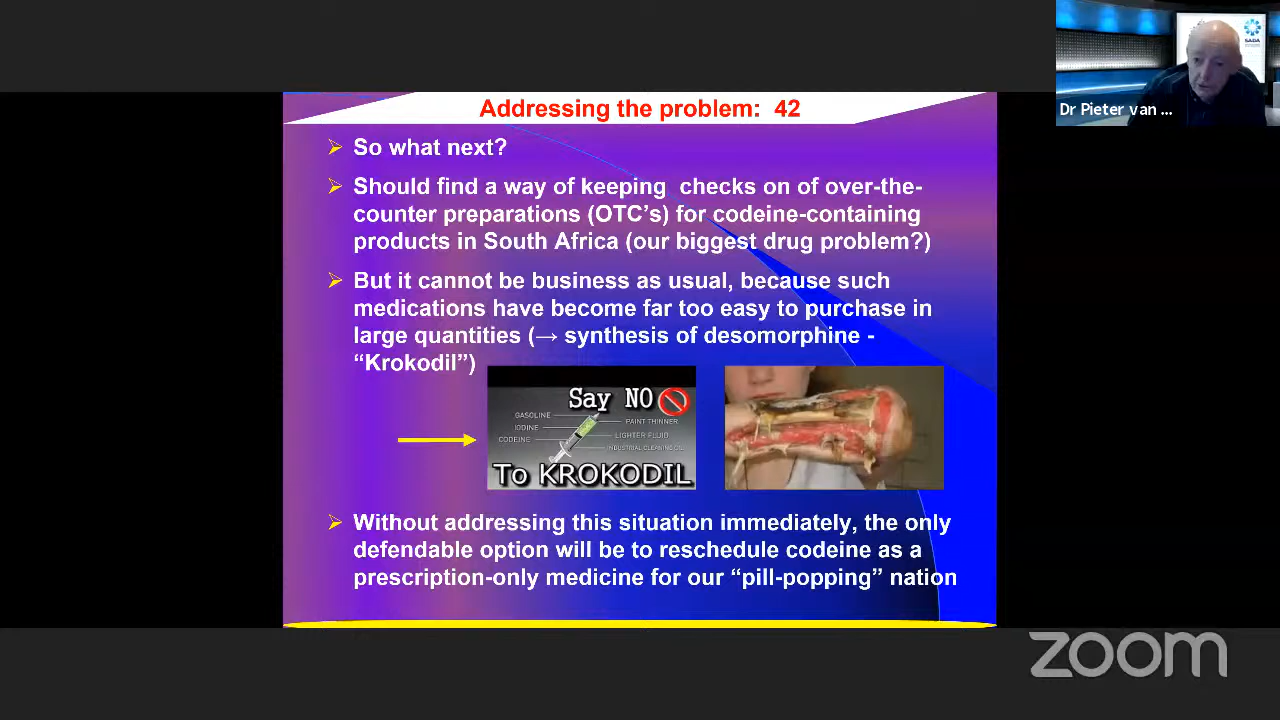 SADA
Dr Pieter van ...
Addressing the problem: 42
So what next?
Should find a way of keeping checks on of over-the-
counter preparations (OTC's) for codeine-containing
products in South Africa (our biggest drug problem?)
But it cannot be business as usual, because such
medications have become far too easy to purchase in
large quantities (→ synthesis of desomorphine -
“Krokodil”)
Say NO
GASOLINE
PAINT THINNER
IODINE
LIGHTER FLUID
CODEINE
INDUSTRIAL CLEANING OIL
To KROKODIL
Without addressing this situation immediately, the only
defendable option will be to reschedule codeine as a
prescription-only medicine for our “pill-popping” nation
zoom